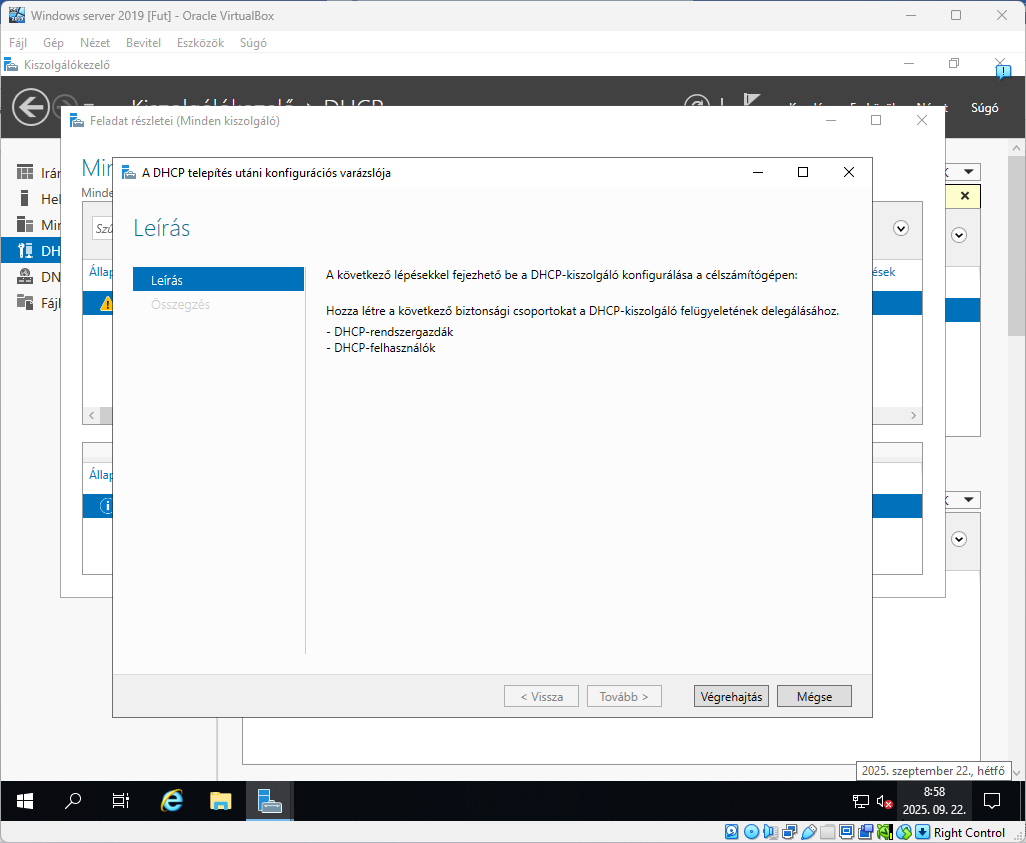 Windows server 2019 [Fut] - Oracle VirtualBox
Fájl Gép Nézet Bevitel Eszközök Súgó
Kiszolgálókezelő
Kiszolgálókezelő DHCP
Súgó
Feladat részletei (Minden kiszolgáló)
A DHCP telepítés utáni konfigurációs varázslója
Leírás
Leírás
Összegzés
A következő lépésekkel fejezhető be a DHCP-kiszolgáló konfigurálása a célszámítógépen:
Hozza létre a következő biztonsági csoportokat a DHCP-kiszolgáló felügyeletének delegálásához.
- DHCP-rendszergazdák
- DHCP-felhasználók
< Vissza Tovább > Végrehajtás Mégse
2025. szeptember 22., hétfő
8:58
2025. 09. 22.
Right Control